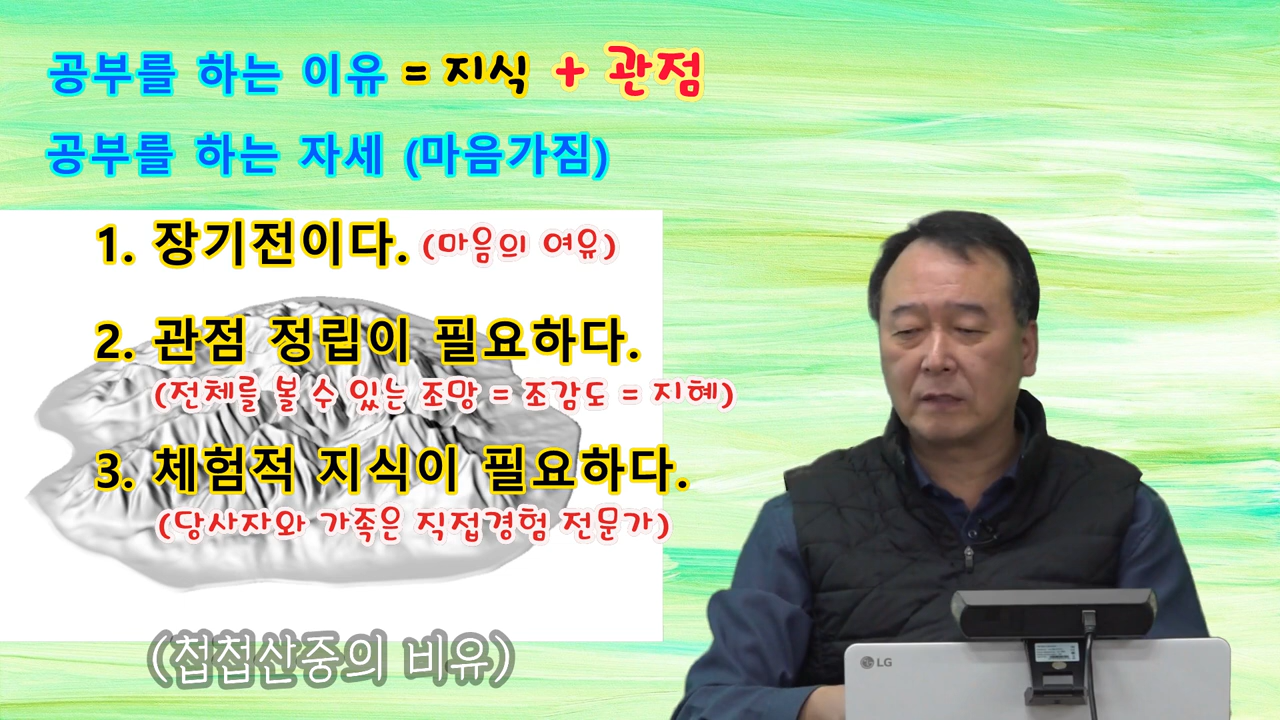 공부를 하는 이유 = 지식 + 관점
공부를 하는 자세 (마음가짐)
1. 장기전이다. (마음의 여유)
2. 관점 정립이 필요하다.
(전체를 볼 수 있는 조망 = 조감도 = 지혜)
3. 체험적 지식이 필요하다.
(당사자와 가족은 직접경험 전문가)
(첩첩산중의 비유)
LG